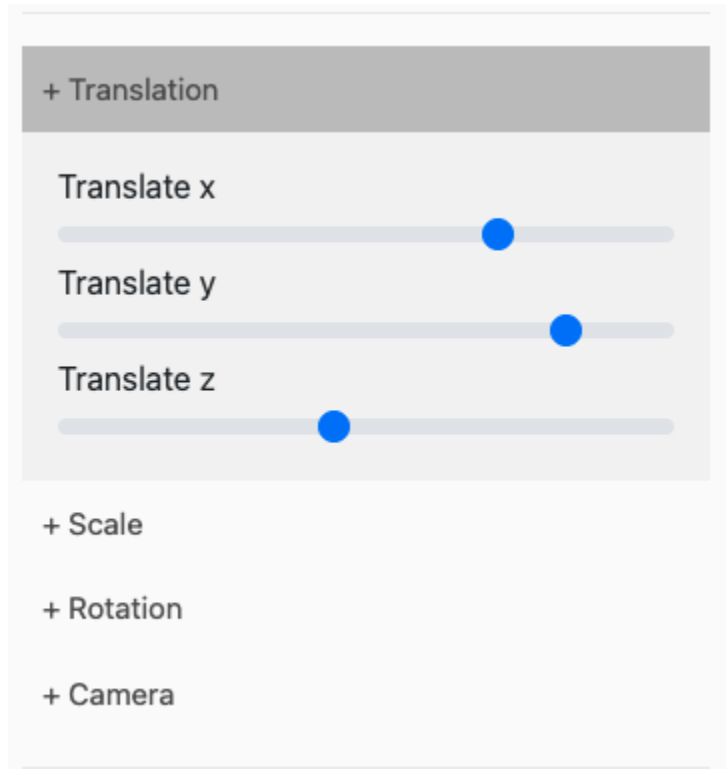 + Translation
Translate x
Translate y
Translate z
+ Scale
+ Rotation
+ Camera